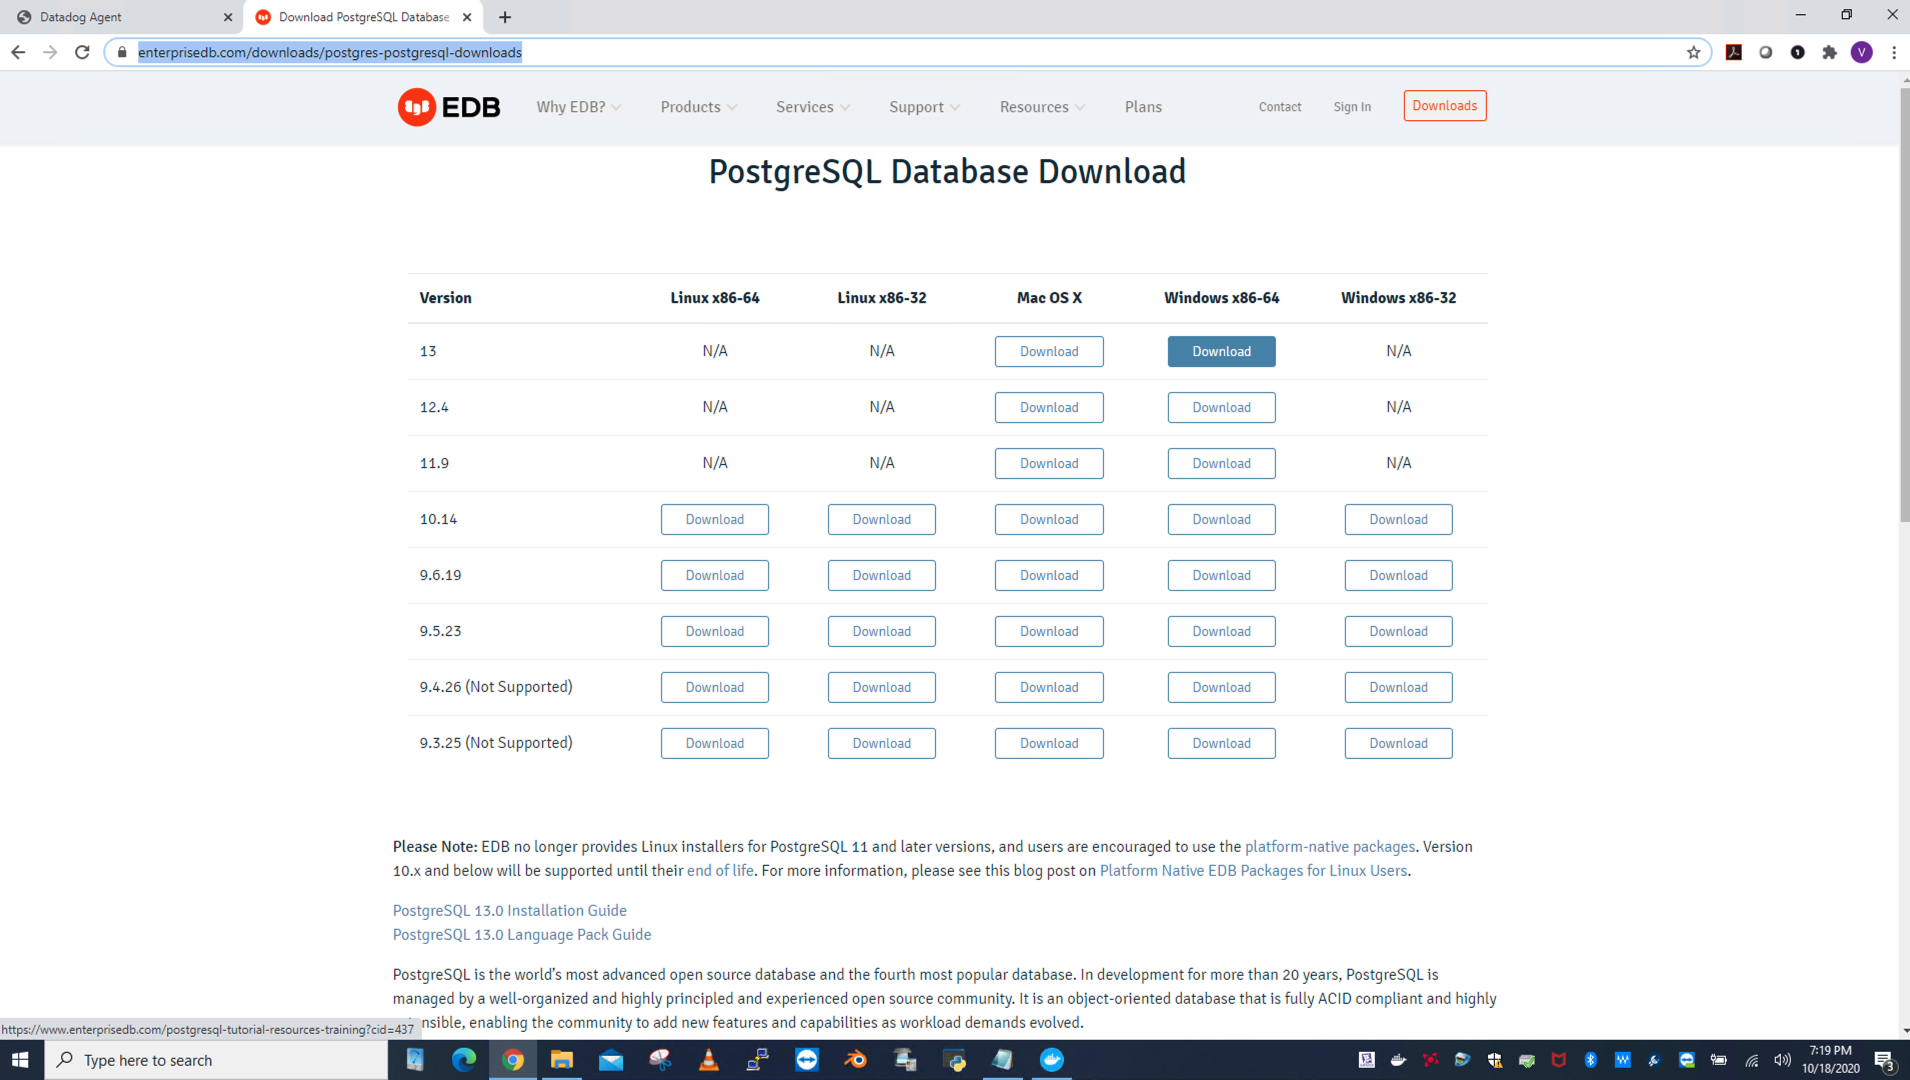 Datadog Agent
Download PostgreSQL Database
enterprisedb.com/downloads/postgres-postgresql-downloads
V
EDB Why EDB? Products Services Support Resources Plans Contact Sign In Downloads
PostgreSQL Database Download
Version Linux x86-64 Linux x86-32 Mac OS X Windows x86-64 Windows x86-32
13 N/A N/A Download Download N/A
12.4 N/A N/A Download Download N/A
11.9 N/A N/A Download Download N/A
10.14 Download Download Download Download Download
9.6.19 Download Download Download Download Download
9.5.23 Download Download Download Download Download
9.4.26 (Not Supported) Download Download Download Download Download
9.3.25 (Not Supported) Download Download Download Download Download
Please Note: EDB no longer provides Linux installers for PostgreSQL 11 and later versions, and users are encouraged to use the platform-native packages. Version
10.x and below will be supported until their end of life. For more information, please see this blog post on Platform Native EDB Packages for Linux Users.
PostgreSQL 13.0 Installation Guide
PostgreSQL 13.0 Language Pack Guide
PostgreSQL is the world's most advanced open source database and the fourth most popular database. In development for more than 20 years, PostgreSQL is
managed by a well-organized and highly principled and experienced open source community. It is an object-oriented database that is fully ACID compliant and highly
nsible, enabling the community to add new features and capabilities as workload demands evolved.
https://www.enterprisedb.com/postgresql-tutorial-resources-training?cid=437
Type here to search
7:19 PM
10/18/2020
3